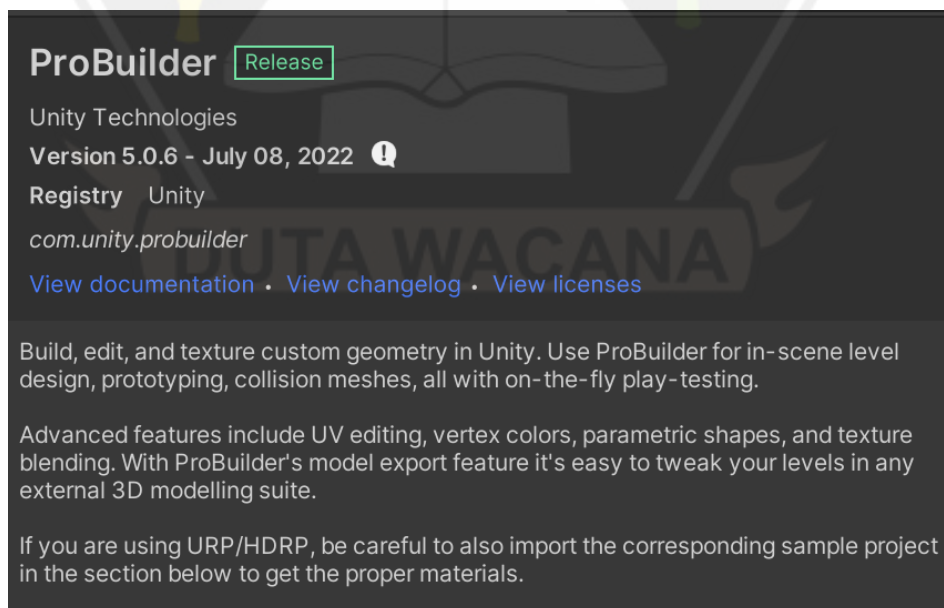 ProBuilder Release
Unity Technologies
Version 5.0.6 - July 08, 2022
Registry Unity
com.unity.probuilder
DUTA WACANA
View documentation • View changelog • View licenses
Build, edit, and texture custom geometry in Unity. Use ProBuilder for in-scene level
design, prototyping, collision meshes, all with on-the-fly play-testing.
Advanced features include UV editing, vertex colors, parametric shapes, and texture
blending. With ProBuilder's model export feature it's easy to tweak your levels in any
external 3D modelling suite.
If you are using URP/HDRP, be careful to also import the corresponding sample project
in the section below to get the proper materials.